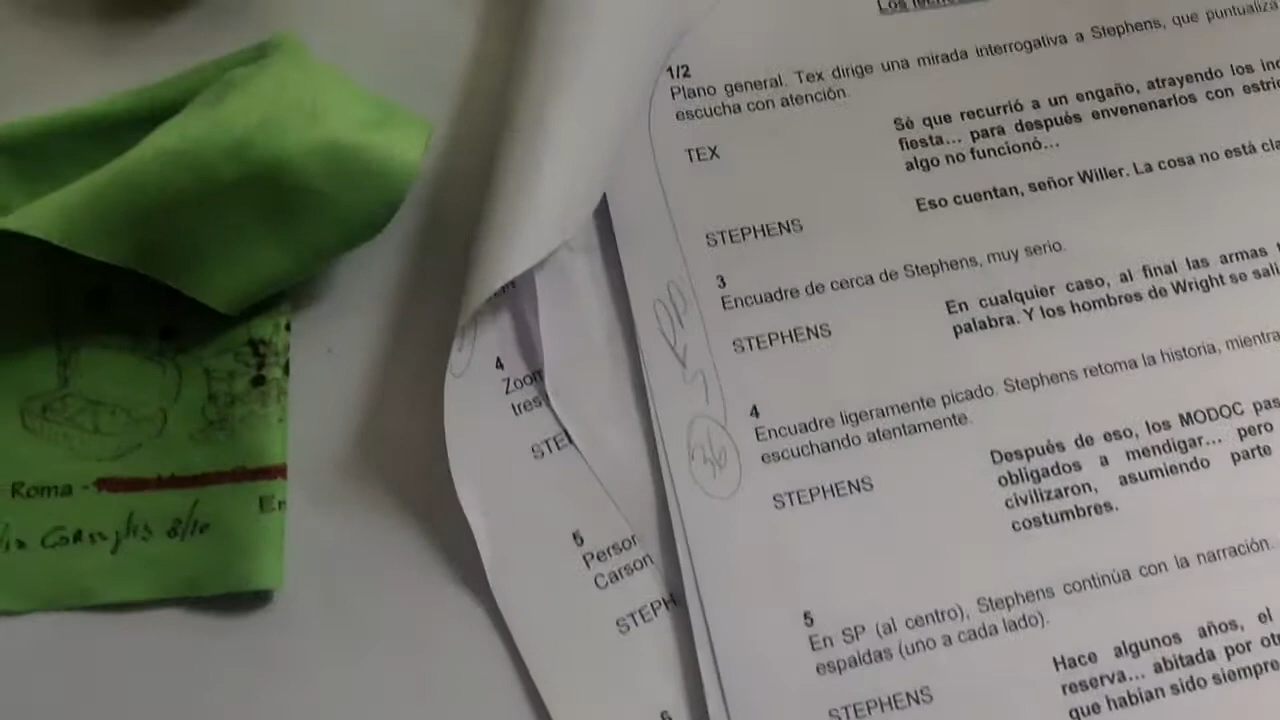 Roma -
8/10
4
Zoom
tres
5
Person
Carson
STEPH
6
36
1/2
Plano general. Tex dirige una mirada interrogativa a Stephens, que puntualiza
escucha con atención.
TEX
Sé que recurrió a un engaño, atrayendo los
fiesta... para después envenenarlos con
algo no funcionó...
STEPHENS
Eso cuentan, señor Willer. La cosa no está
3
Encuadre de cerca de Stephens, muy serio.
STEPHENS
En cualquier caso, al final las armas
palabra. Y los hombres de Wright se
4
Encuadre ligeramente picado. Stephens retoma la historia,
escuchando atentamente.
STEPHENS
Después de eso, los MODOC
obligados a mendigar... pero
civilizaron, asumiendo parte
costumbres.
5
En SP (al centro), Stephens continúa con la narración.
espaldas (uno a cada lado).
STEPHENS
Hace algunos años, el
reserva... abitada por
que habían sido siempre